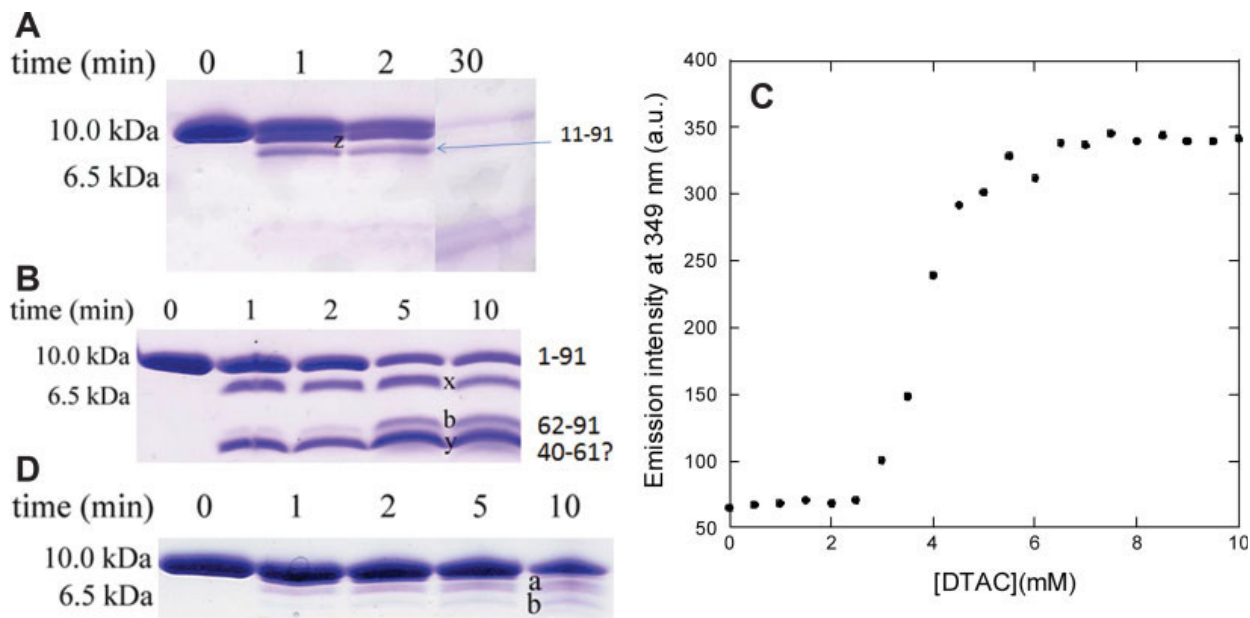 A
time (min) 0 1 2 30
10.0 kDa
z
11-91
6.5 kDa
B
time (min) 0 1 2 5 10
10.0 kDa
1-91
6.5 kDa
x
b
62-91
y
40-61?
D
time (min) 0 1 2 5 10
10.0 kDa
a
6.5 kDa
b
C
Emission intensity at 349 nm (a.u.)
400
350
300
250
200
150
100
50
0 2 4 6 8 10
[DTAC](mM)